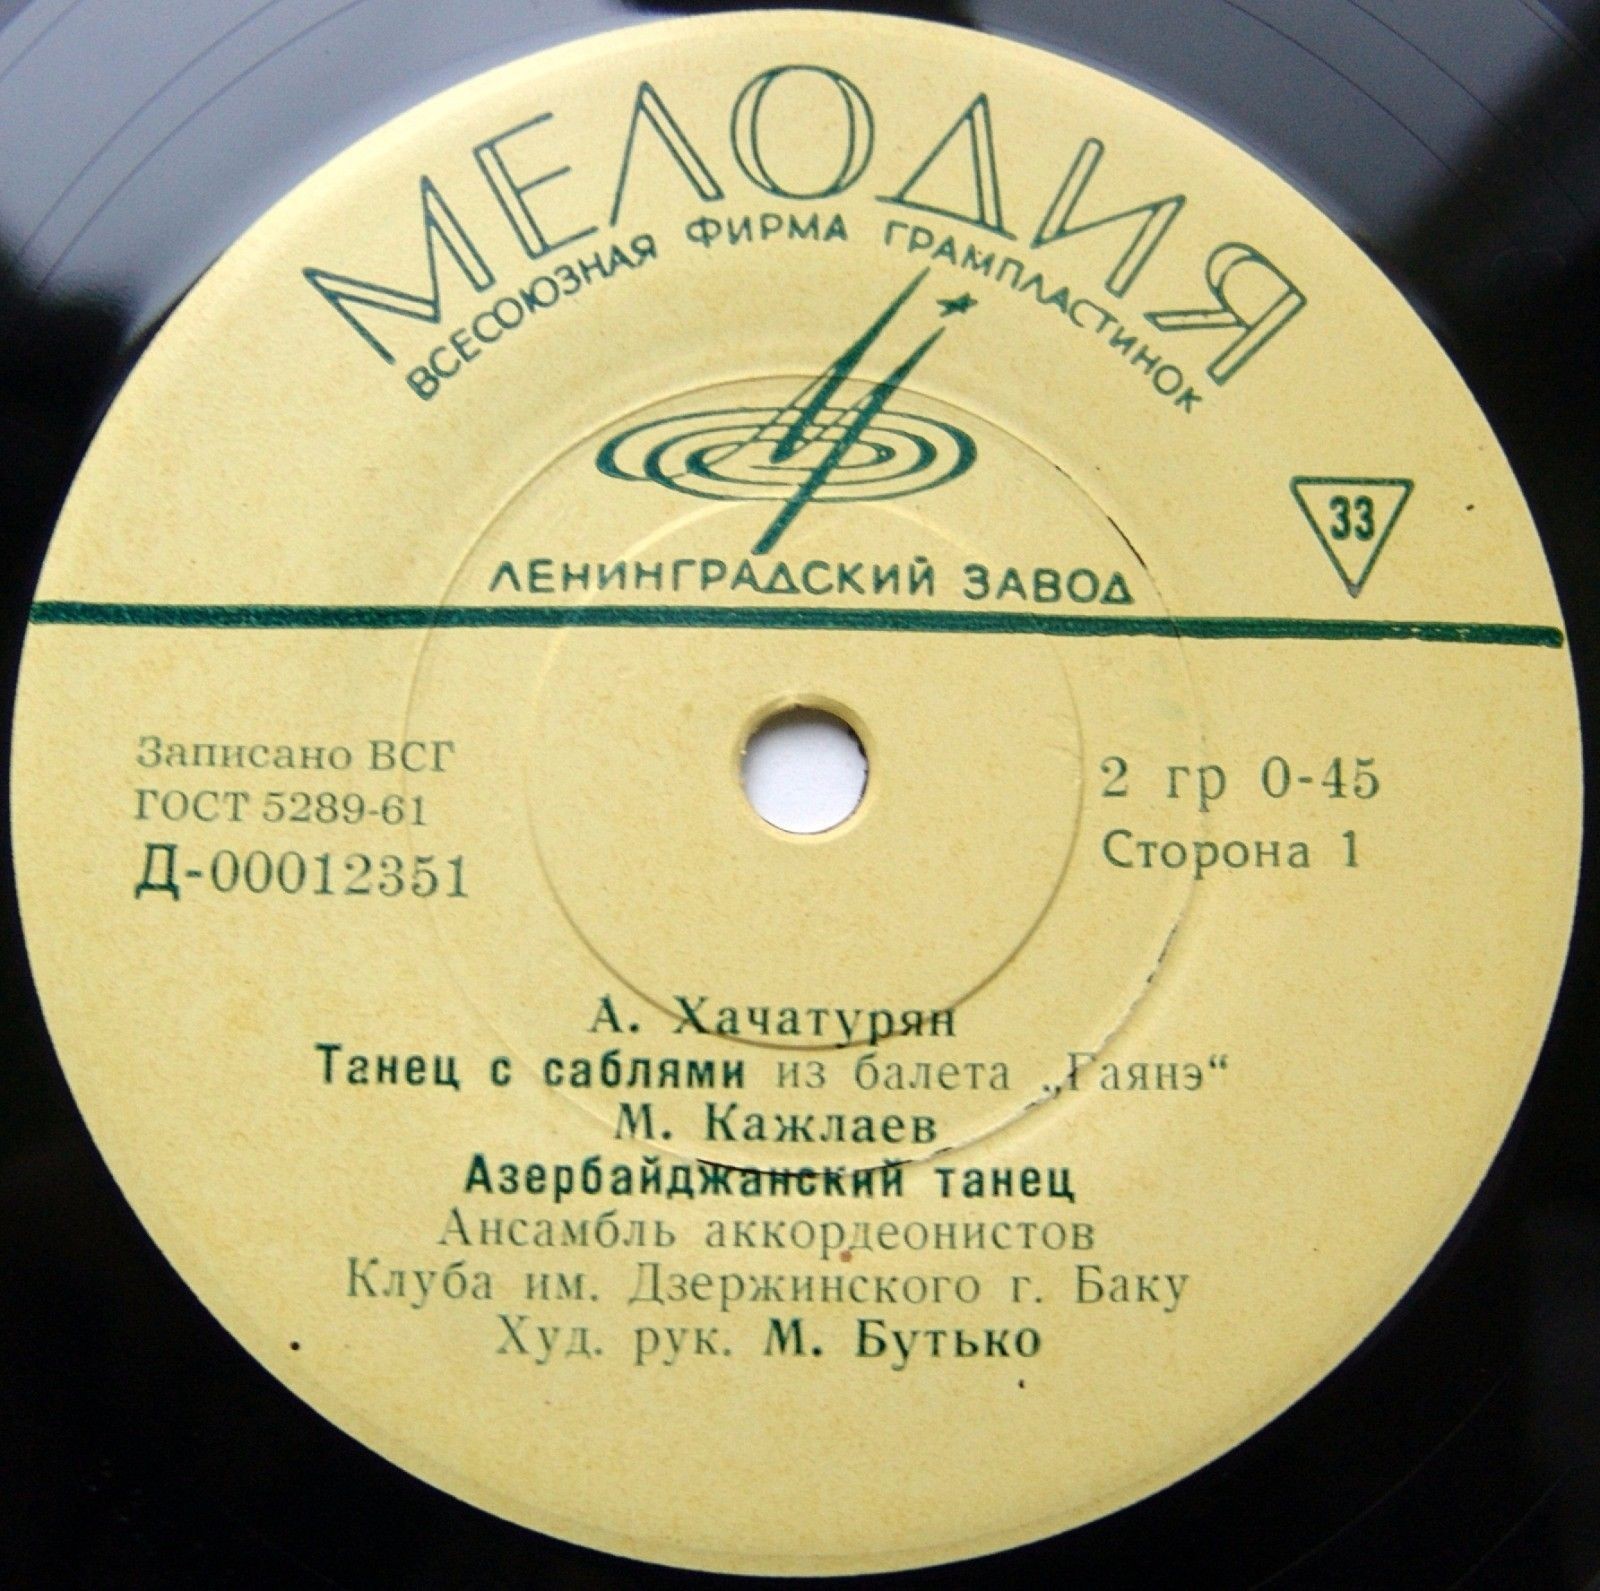 МЕЛОДИЯ
ВСЕСОЮЗНАЯ ФИРМА ГРАМПЛАСТИНОК
33
ЛЕНИНГРАДСКИЙ ЗАВОД
Записано ВСГ
ГОСТ 5289-61
Д-00012351
2 гр 0-45
Сторона 1
А. Хачатурян
Танец с саблями из балета „Гаянэ“
М. Кажлаев
Азербайджанский танец
Ансамбль аккордеонистов
Клуба им. Дзержинского г. Баку
Худ. рук. М. Бутько